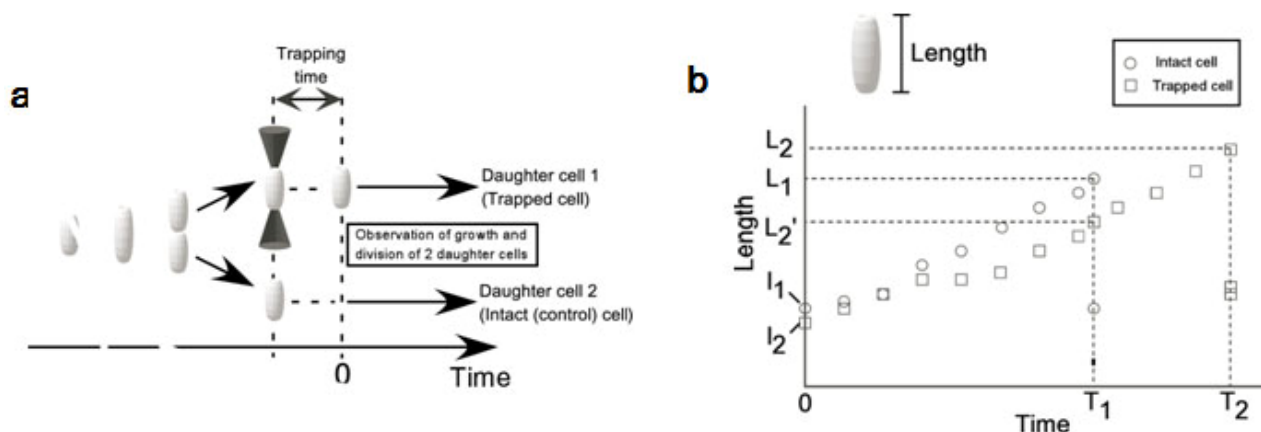 a
Trapping
time
Daughter cell 1
(Trapped cell)
Observation of growth and
division of 2 daughter cells
Daughter cell 2
(Intact (control) cell)
0
Time
b
Length
Intact cell
Trapped cell
L2
L1
L2'
l1
l2
Length
0
T1
T2
Time